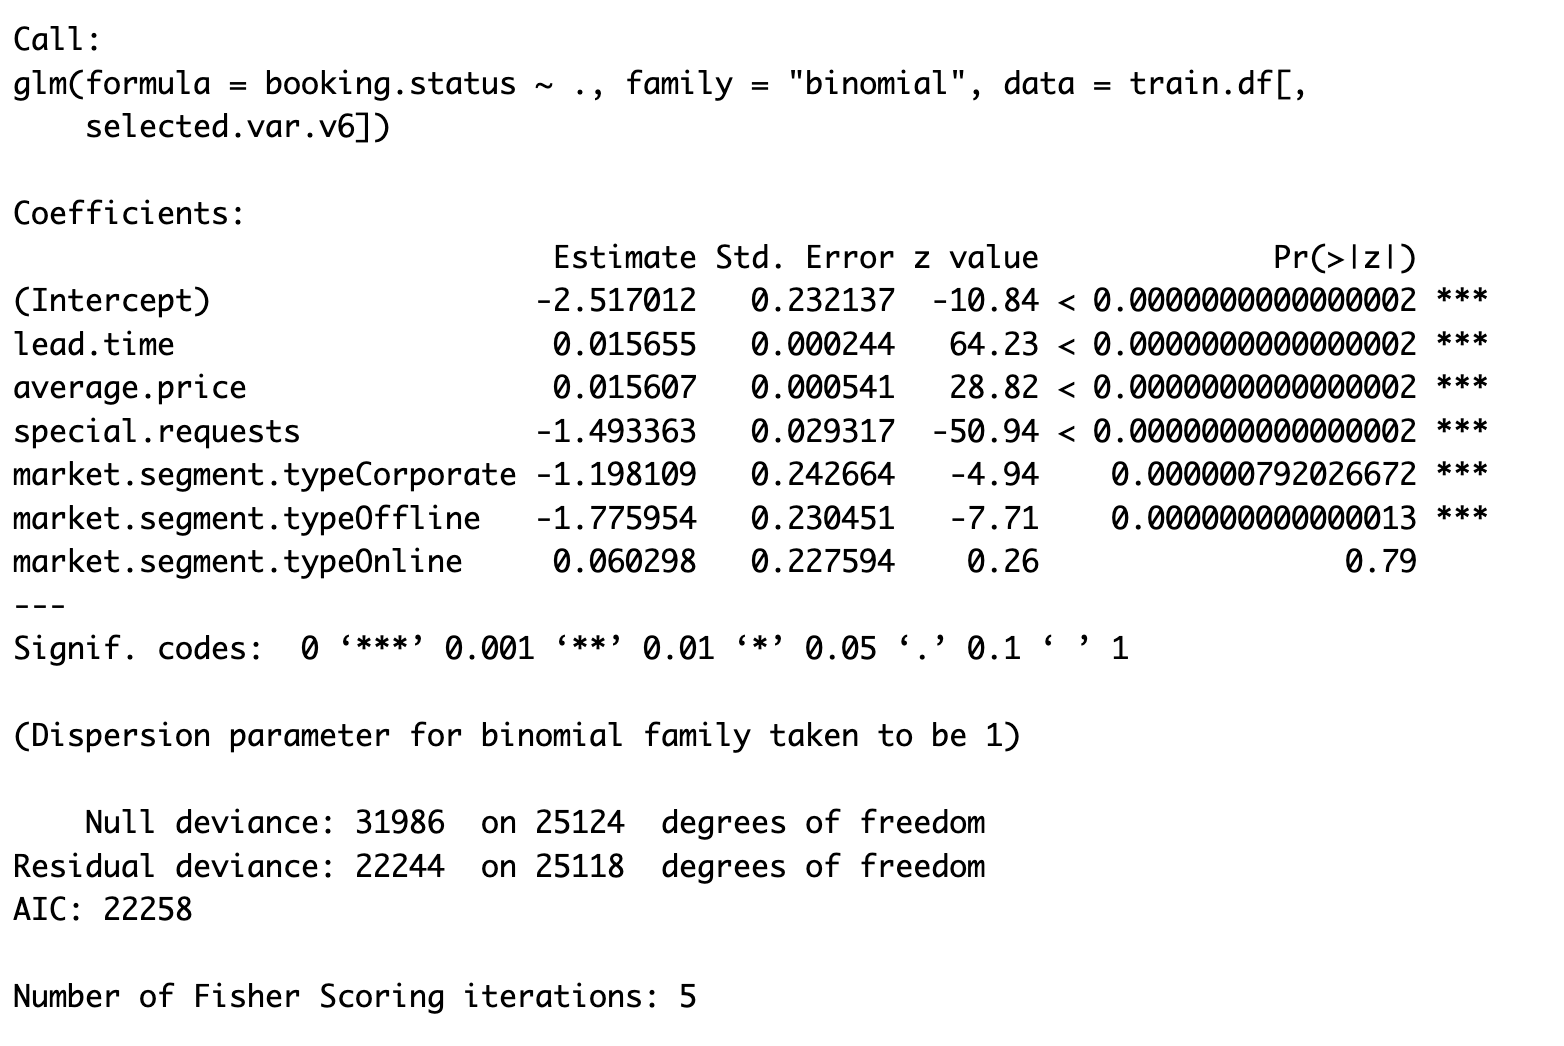 Call:
glm(formula = booking.status ~ ., family = "binomial", data = train.df[,
    selected.var.v6])

Coefficients:
                              Estimate Std. Error z value             Pr(>|z|)
(Intercept)                  -2.517012   0.232137  -10.84 < 0.0000000000000002 ***
lead.time                     0.015655   0.000244   64.23 < 0.0000000000000002 ***
average.price                 0.015607   0.000541   28.82 < 0.0000000000000002 ***
special.requests             -1.493363   0.029317  -50.94 < 0.0000000000000002 ***
market.segment.typeCorporate -1.198109   0.242664   -4.94    0.000000792026672 ***
market.segment.typeOffline   -1.775954   0.230451   -7.71    0.000000000000013 ***
market.segment.typeOnline     0.060298   0.227594    0.26                 0.79
---
Signif. codes:  0 ‘***’ 0.001 ‘**’ 0.01 ‘*’ 0.05 ‘.’ 0.1 ‘ ’ 1

(Dispersion parameter for binomial family taken to be 1)

    Null deviance: 31986  on 25124  degrees of freedom
Residual deviance: 22244  on 25118  degrees of freedom
AIC: 22258

Number of Fisher Scoring iterations: 5